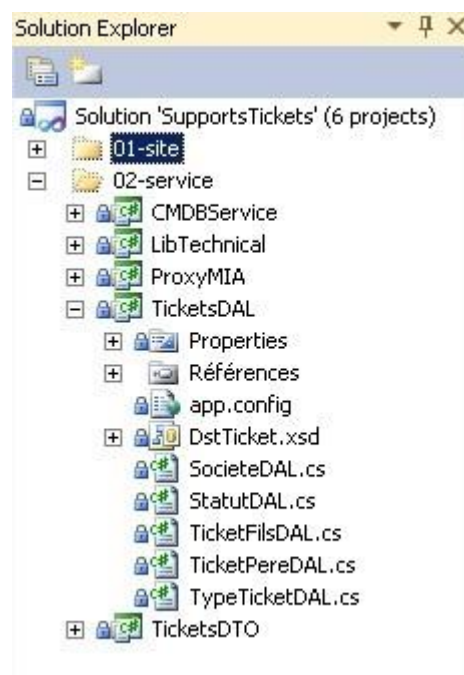 Solution Explorer
Solution 'SupportsTickets' (6 projects)
01-site
02-service
CMDBService
LibTechnical
ProxyMIA
TicketsDAL
Properties
Références
app.config
DstTicket.xsd
SocieteDAL.cs
StatutDAL.cs
TicketFilsDAL.cs
TicketPereDAL.cs
TypeTicketDAL.cs
TicketsDTO